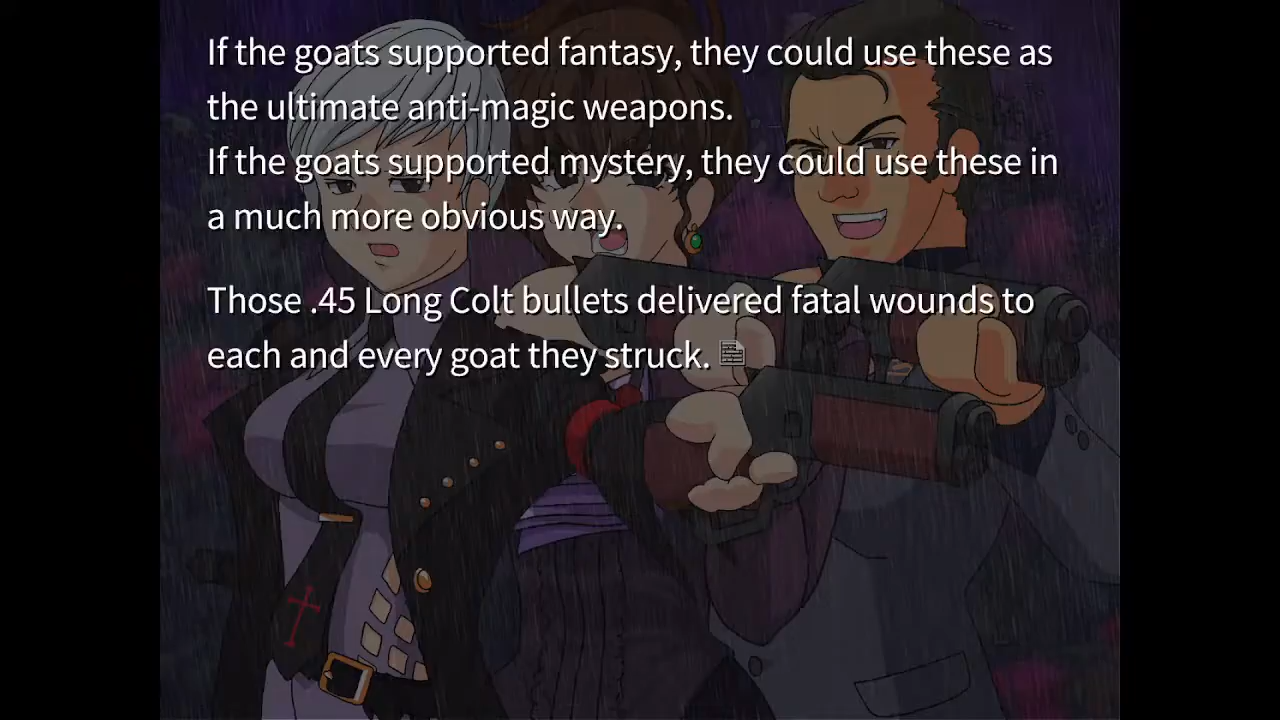 If the goats supported fantasy, they could use these as
the ultimate anti-magic weapons.
If the goats supported mystery, they could use these in
a much more obvious way.
Those .45 Long Colt bullets delivered fatal wounds to
each and every goat they struck.